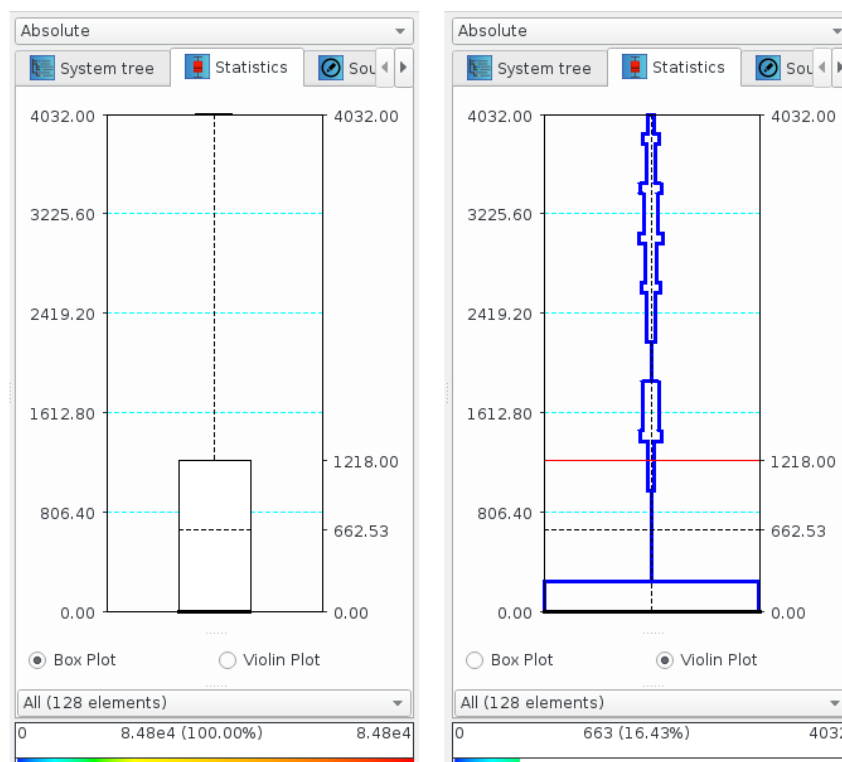 Absolute
System tree
Statistics
Sou
4032.00
4032.00
3225.60
2419.20
1612.80
1218.00
806.40
662.53
0.00
0.00
Box Plot
Violin Plot
All (128 elements)
0
8.48e4 (100.00%)
8.48e4
Absolute
System tree
Statistics
Sou
4032.00
4032.00
3225.60
2419.20
1612.80
1218.00
806.40
662.53
0.00
0.00
Box Plot
Violin Plot
All (128 elements)
0
663 (16.43%)
4032